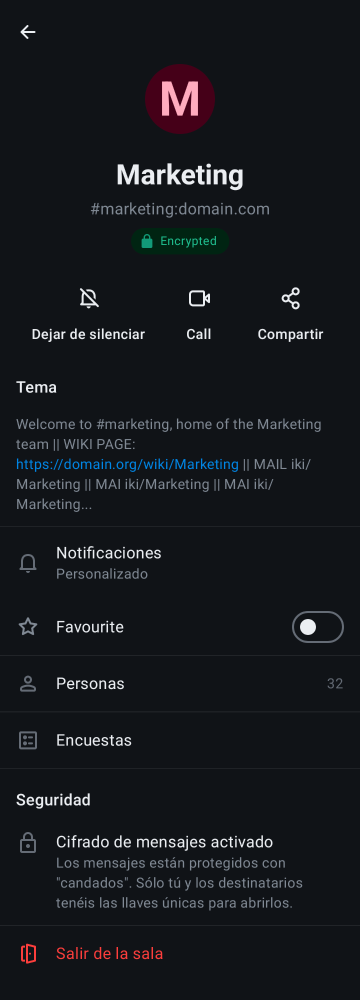 M
Marketing
#marketing:domain.com
Encrypted
Dejar de silenciar
Call
Compartir
Tema
Welcome to #marketing, home of the Marketing
team || WIKI PAGE:
https://domain.org/wiki/Marketing || MAIL iki/
Marketing || MAI iki/Marketing || MAI iki/
Marketing...
Notificaciones
Personalizado
Favourite
Personas 32
Encuestas
Seguridad
Cifrado de mensajes activado
Los mensajes están protegidos con
"candados". Sólo tú y los destinatarios
tenéis las llaves únicas para abrirlos.
Salir de la sala